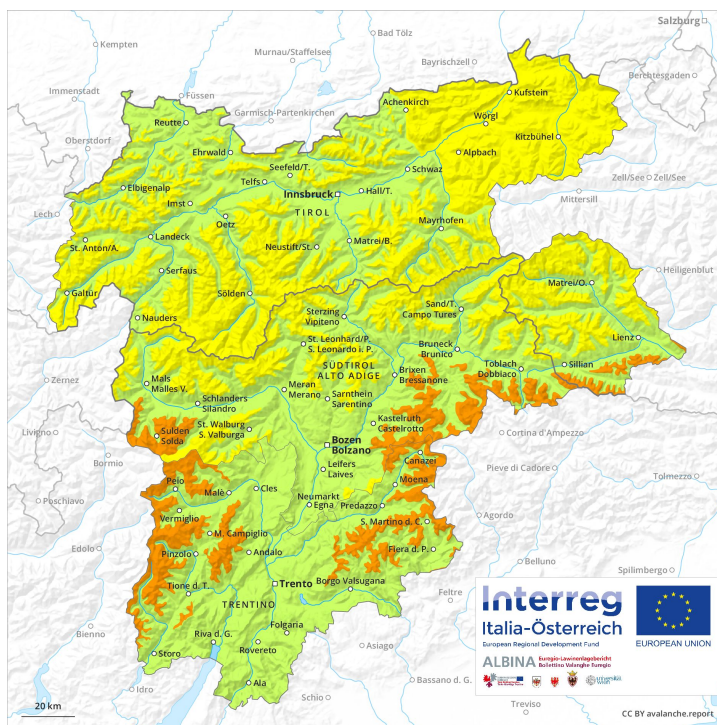 Salzburg
Kempten
Bad Tölz
Murnau/Staffelsee
Bayrischzell
Berchtesgaden
Immenstadt
Füssen
Garmisch-Partenkirchen
Achenkirch
Kufstein
Reutte
Wörgl
Oberstdorf
Ehrwald
Kitzbühel
Alpbach
Seefeld/T.
Schwaz
Telfs
Elbigenalp
Innsbruck
Hall/T.
Zell/See
Zell/See
Mittersill
Imst
TIROL
Lech
Oetz
Mayrhofen
Landeck
Neustift/St.
Matrei/B.
St. Anton/A.
Serfaus
Heiligenblut
Matrei/O.
Galtür
Sölden
Nauders
Sterzing
Vipiteno
Sand/T.
Campo Tures
Lienz
St. Leonhard/P.
S. Leonardo i. P.
Bruneck
Brunico
Toblach
Dobbiaco
Sillian
SÜDTIROL
ALTO ADIGE
Brixen
Bressanone
Zernez
Mals
Malles V.
Meran
Merano
Schlanders
Silandro
Sarnthein
Sarentino
St. Walburg
S. Valburga
Kastelruth
Castelrotto
Livigno
Sulden
Solda
Cortina d'Ampezzo
Bozen
Bolzano
Bormio
Canazei
Pieve di Cadore
Leifers
Laives
Tolmezzo
Poschiavo
Peio
Malè
Cles
Moena
Neumarkt
Egna
Predazzo
Vermiglio
Agordo
S. Martino d. C.
M. Campiglio
Edolo
Pinzolo
Andalo
Fiera d. P.
Belluno
Spilimbergo
Tione d. T.
Trento
Borgo Valsugana
Feltre
TRENTINO
Bienno
Folgaria
Riva d. G.
Rovereto
Storo
Asiago
Idro
Ala
Schio
Bassano d. G.
Treviso
20 km
Interreg
Italia-Österreich
European Regional Development Fund
EUROPEAN UNION
ALBINA
Euregio-Lawinenlagebericht
Bollettino Valanghe Euregio
universität
wien
CC BY avalanche.report